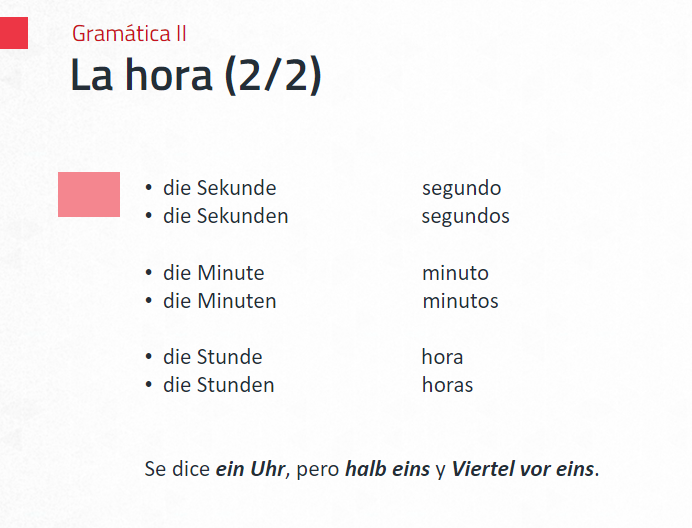 Gramática II
La hora (2/2)
• die Sekunde segundo
• die Sekunden segundos
• die Minute minuto
• die Minuten minutos
• die Stunde hora
• die Stunden horas
Se dice ein Uhr, pero halb eins y Viertel vor eins.